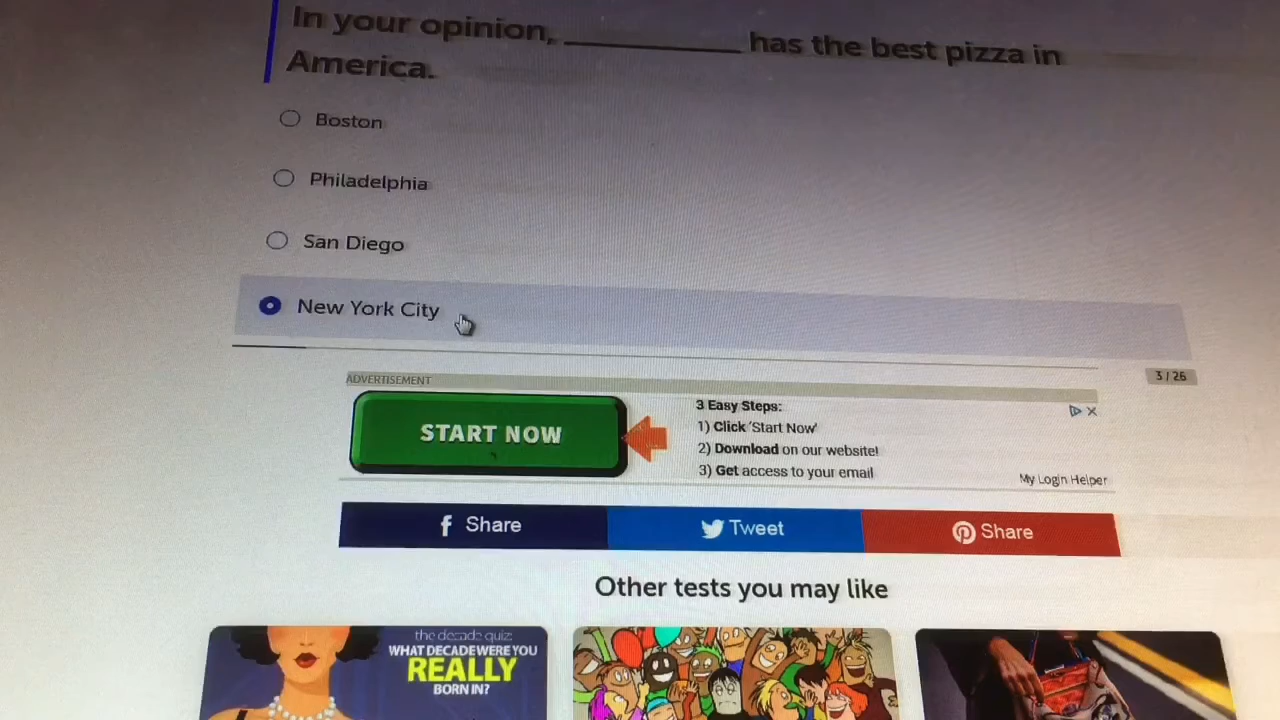 In your opinion, __________ has the best pizza in
America.
Boston
Philadelphia
San Diego
New York City
3 / 26
ADVERTISEMENT
START NOW
3 Easy Steps:
1) Click 'Start Now'
2) Download on our website!
3) Get access to your email
My Login Helper
f Share
Tweet
Share
Other tests you may like
the decade quiz:
WHAT DECADE WERE YOU
REALLY
BORN IN?